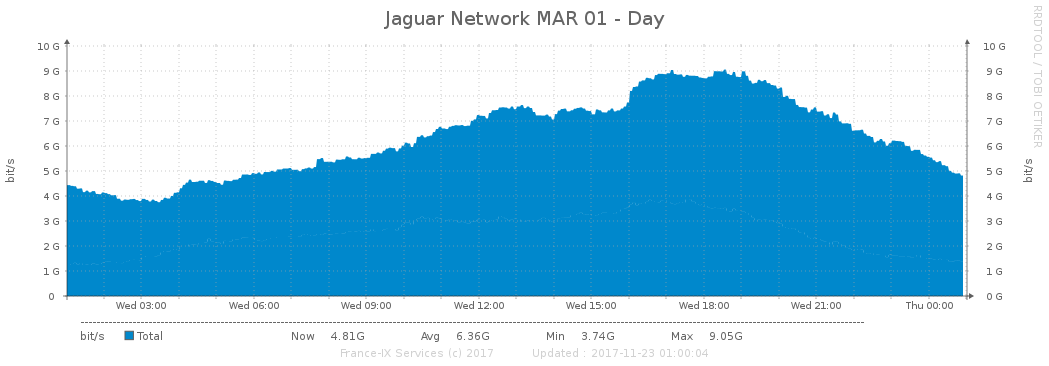 Jaguar Network MAR 01 - Day
RRDTOOL / TOBI OETIKER
10 G 10 G
9 G 9 G
8 G 8 G
7 G 7 G
6 G 6 G
5 G 5 G
4 G 4 G
3 G 3 G
2 G 2 G
1 G 1 G
0 0 G
bit/s
bit/s
Wed 03:00 Wed 06:00 Wed 09:00 Wed 12:00 Wed 15:00 Wed 18:00 Wed 21:00 Thu 00:00
bit/s Total Now 4.81G Avg 6.36G Min 3.74G Max 9.05G
France-IX Services (c) 2017 Updated : 2017-11-23 01:00:04